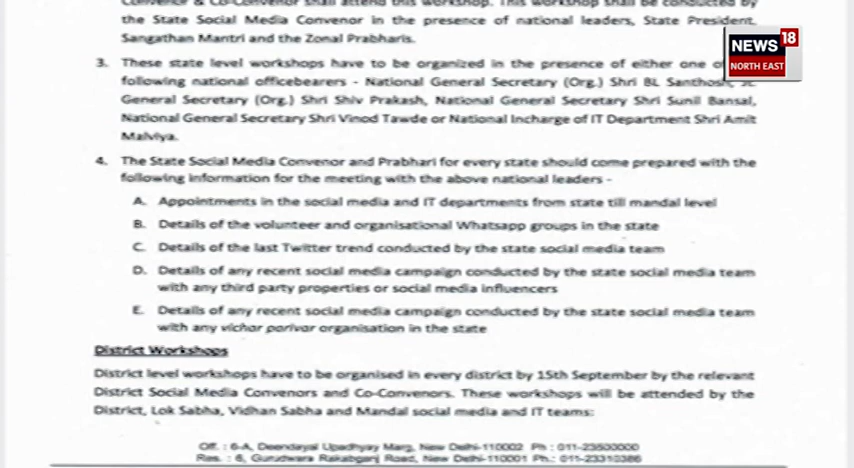 Convenor & Co-Convenor shall attend this workshop. This workshop shall be conducted by
the State Social Media Convenor in the presence of national leaders, State President,
Sangathan Mantri and the Zonal Prabharis.
3. These state level workshops have to be organized in the presence of either one
following national officebearers - National General Secretary (Org.) Shri BL Santhosh,
General Secretary (Org.) Shri Shiv Prakash, National General Secretary Shri Sunil Bansal,
National General Secretary Shri Vinod Tawde or National Incharge of IT Department Shri Amit
Malviya.
4. The State Social Media Convenor and Prabhari for every state should come prepared with the
following information for the meeting with the above national leaders -
A. Appointments in the social media and IT departments from state till mandal level
B. Details of the volunteer and organisational Whatsapp groups in the state
C. Details of the last Twitter trend conducted by the state social media team
D. Details of any recent social media campaign conducted by the state social media team
with any third party properties or social media influencers
E. Details of any recent social media campaign conducted by the state social media team
with any vichar parivar organisation in the state
District Workshops
District level workshops have to be organised in every district by 15th September by the relevant
District Social Media Convenors and Co-Convenors. These workshops will be attended by the
District, Lok Sabha, Vidhan Sabha and Mandal social media and IT teams:
Off. : 6-A, Deendayal Upadhyay Marg, New Delhi-110002 Ph : 011-23500000
Res. : 6, Gurudwara Rakabganj Road, New Delhi-110001 Ph.: 011-23310386
NEWS 18
NORTH EAST